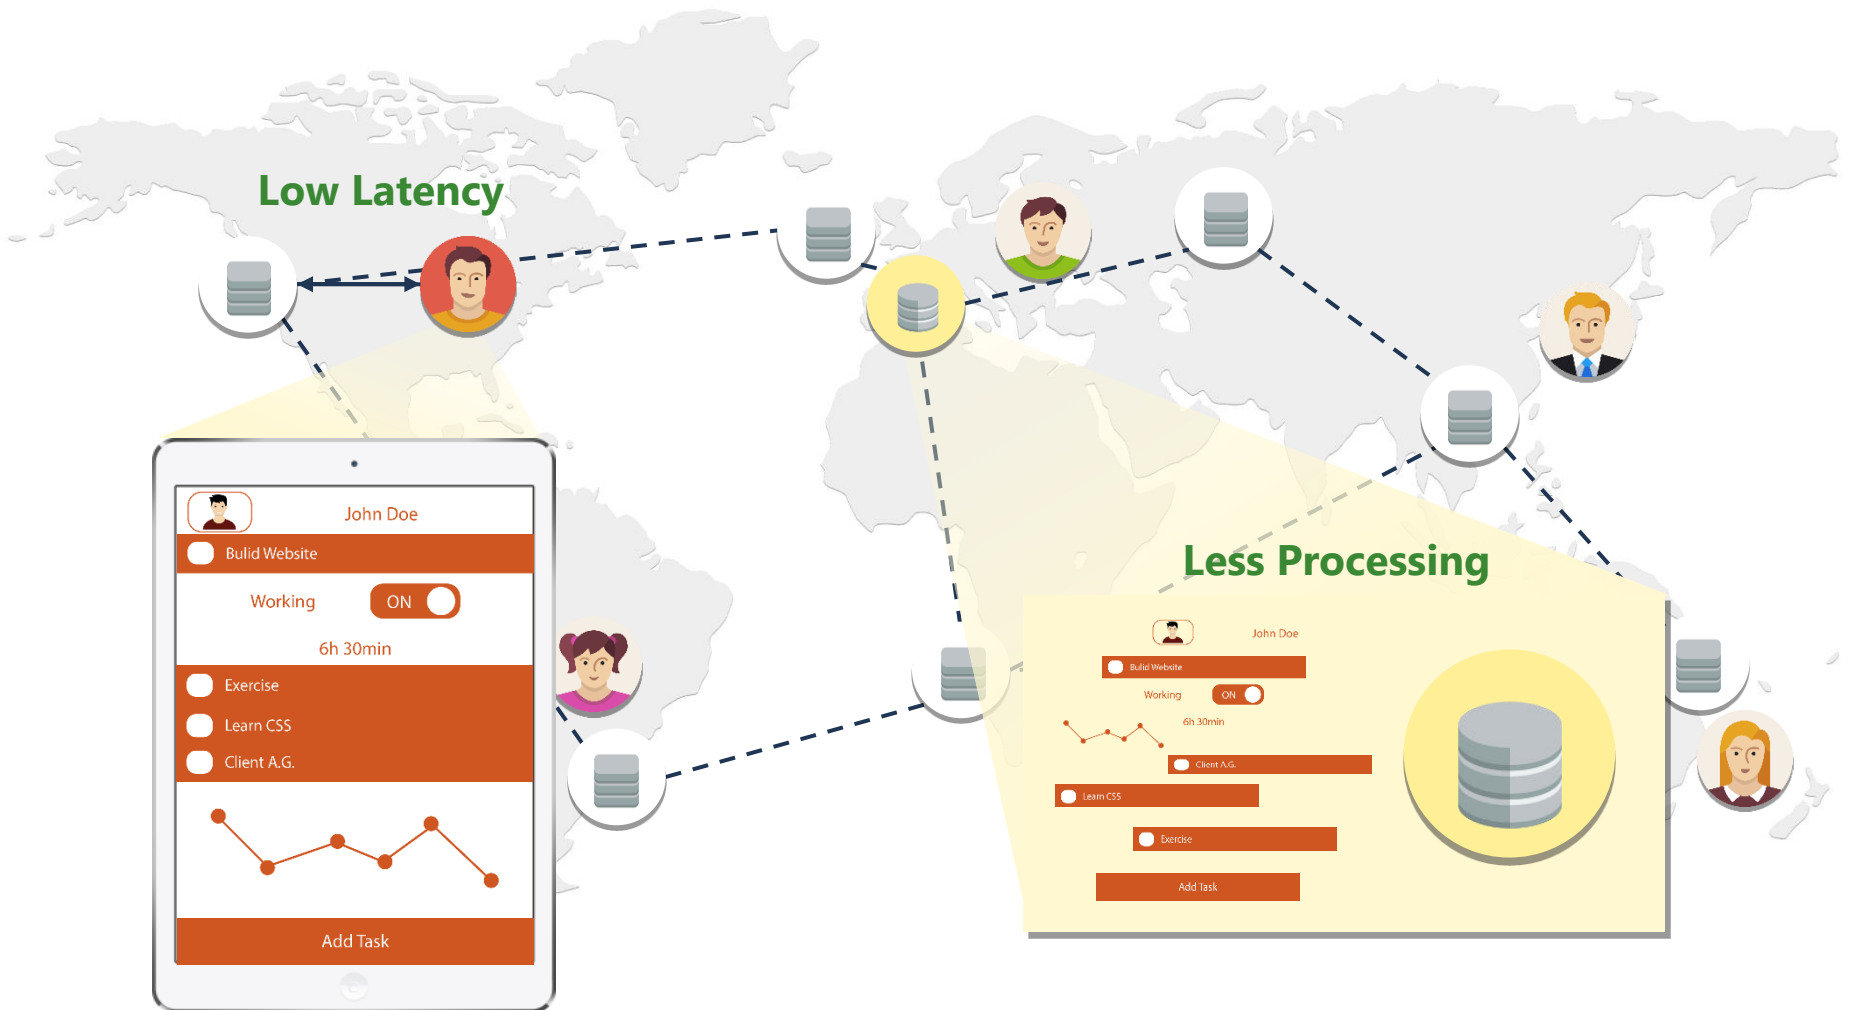 Low Latency
John Doe
Bulid Website
Working
ON
6h 30min
Exercise
Learn CSS
Client A.G.
Add Task
Less Processing
John Doe
Bulid Website
Working
ON
6h 30min
Client A.G.
Learn CSS
Exercise
Add Task